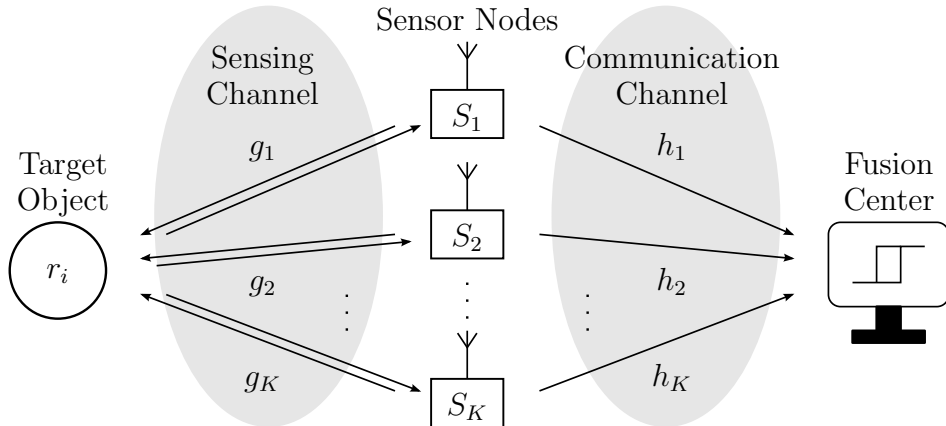 Sensor Nodes
Sensing
Channel
Communication
Channel
S_1
g_1
h_1
Target
Object
Fusion
Center
S_2
r_i
g_2
h_2
g_K
h_K
S_K